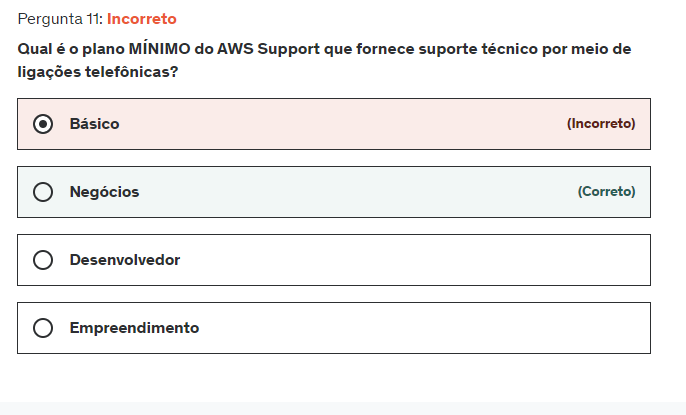 Pergunta 11: Incorreto
Qual é o plano MÍNIMO do AWS Support que fornece suporte técnico por meio de
ligações telefônicas?
Básico (Incorreto)
Negócios (Correto)
Desenvolvedor
Empreendimento